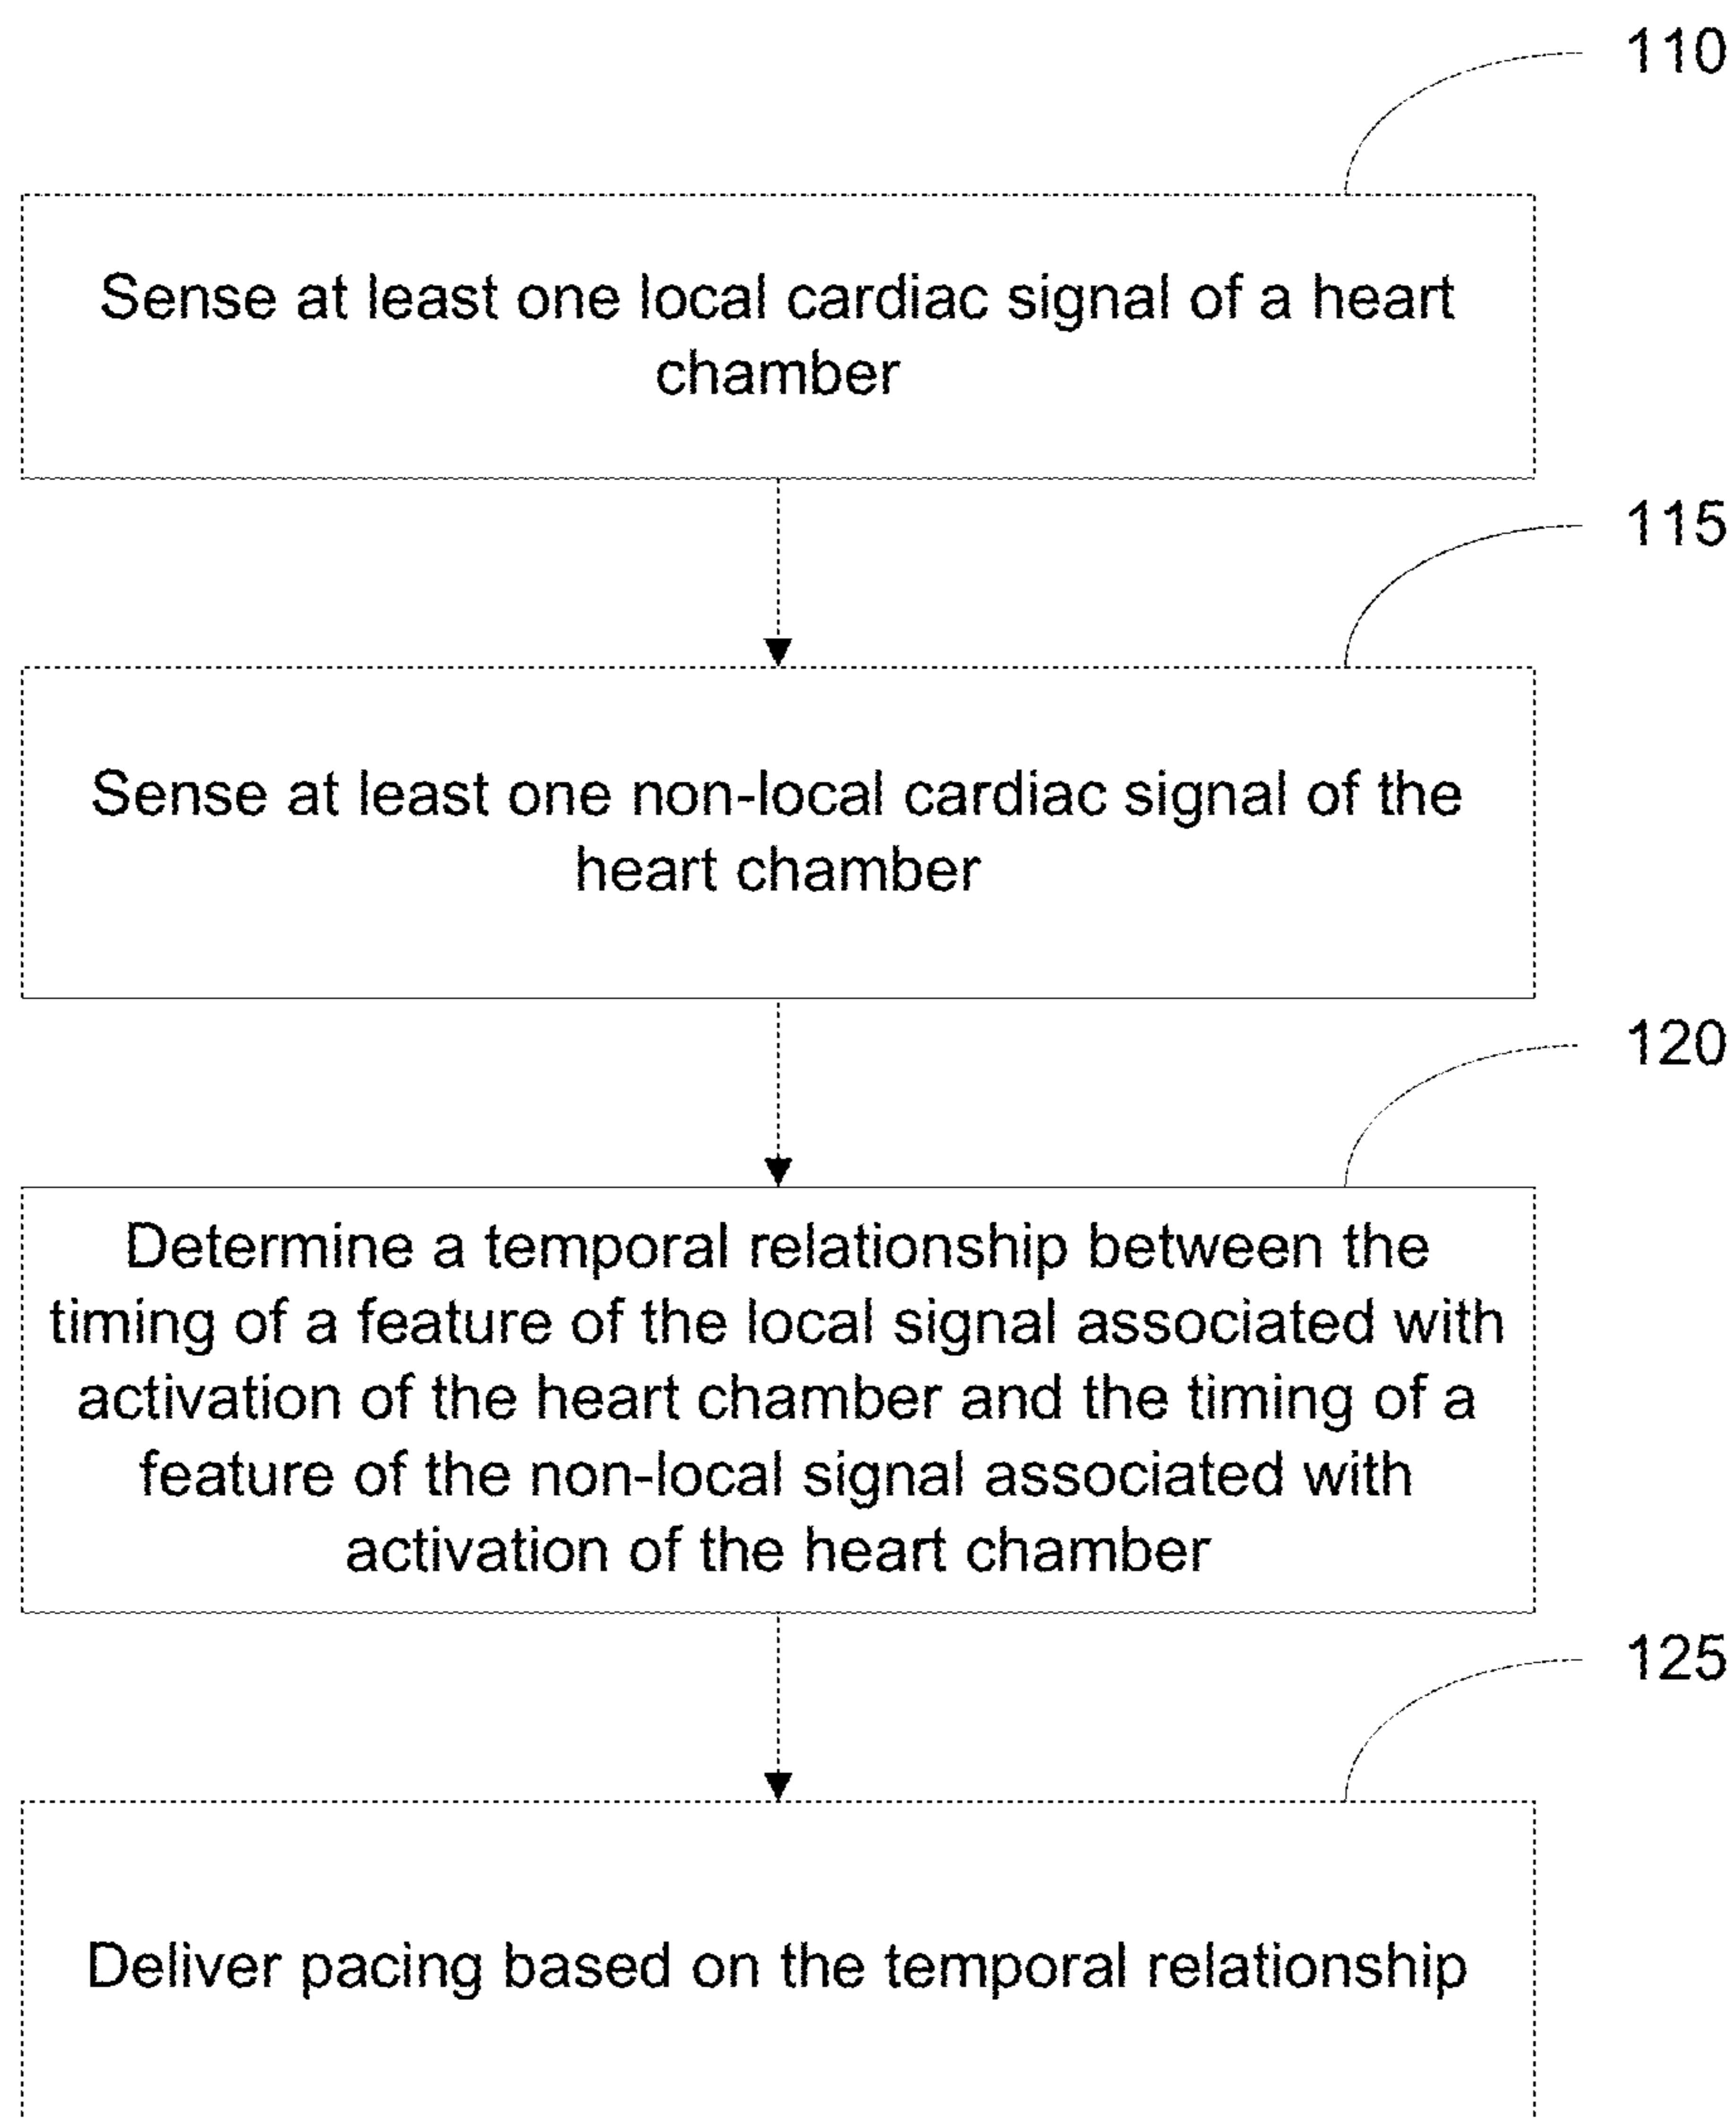 110
Sense at least one local cardiac signal of a heart
chamber
115
Sense at least one non-local cardiac signal of the
heart chamber
120
Determine a temporal relationship between the
timing of a feature of the local signal associated with
activation of the heart chamber and the timing of a
feature of the non-local signal associated with
activation of the heart chamber
125
Deliver pacing based on the temporal relationship